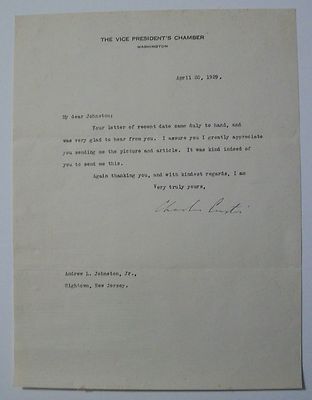 THE VICE PRESIDENT'S CHAMBER
WASHINGTON
April 20, 1929.
My dear Johnston:
Your letter of recent date came duly to hand, and
was very glad to hear from you. I assure you I greatly appreciate
you sending me the picture and article. It was kind indeed of
you to send me this.
Again thanking you, and with kindest regards, I am
Very truly yours,
Charles Curtis
Andrew L. Johnston, Jr.,
Hightown, New Jersey.